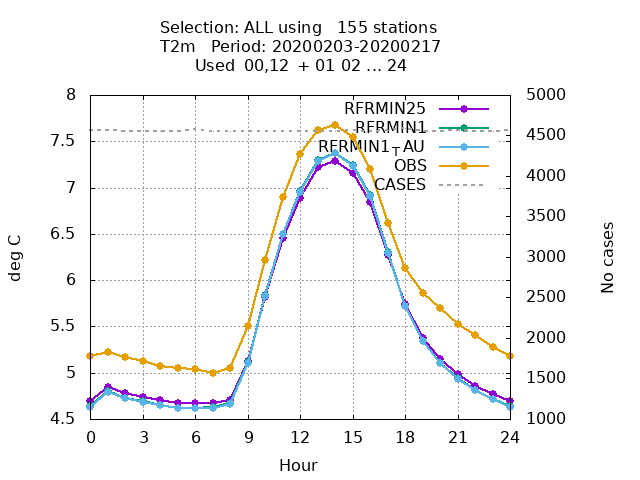 Selection: ALL using   155 stations
T2m   Period: 20200203-20200217
Used  00,12  + 01 02 ... 24
8 5000
RFRMIN25
RFRMIN1
7.5 4500
RFRMIN1┬AU
OBS
7 4000
CASES
6.5 3500
6 3000
5.5 2500
2000
5 1500
4.5 1000
deg C
No cases
0 3 6 9 12 15 18 21 24
Hour